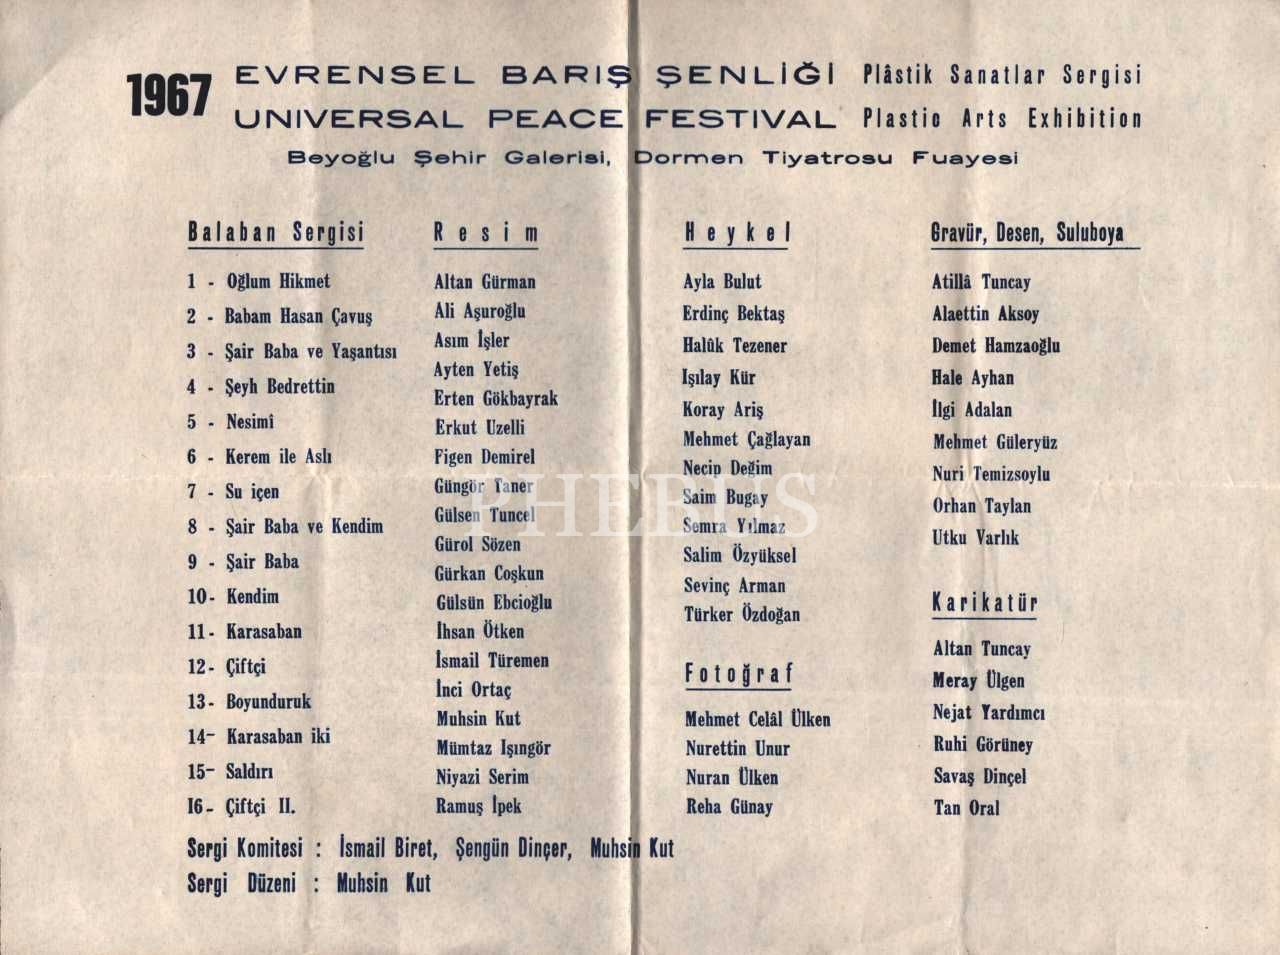 1967 EVRENSEL BARIŞ ŞENLİĞİ Plâstik Sanatlar Sergisi
UNIVERSAL PEACE FESTIVAL Plastic Arts Exhibition
Beyoğlu Şehir Galerisi, Dormen Tiyatrosu Fuayesi
Balaban Sergisi
1 - Oğlum Hikmet
2 - Babam Hasan Çavuş
3 - Şair Baba ve Yaşantısı
4 - Şeyh Bedrettin
5 - Nesimî
6 - Kerem ile Aslı
7 - Su içen
8 - Şair Baba ve Kendim
9 - Şair Baba
10- Kendim
11- Karasaban
12- Çiftçi
13- Boyunduruk
14- Karasaban iki
15- Saldırı
16- Çiftçi II.
Resim
Altan Gürman
Ali Aşuroğlu
Asım İşler
Ayten Yetiş
Erten Gökbayrak
Erkut Uzelli
Figen Demirel
Güngör Taner
Gülsen Tuncel
Gürol Sözen
Gürkan Coşkun
Gülsün Ebcioğlu
İhsan Ötken
İsmail Türemen
İnci Ortaç
Muhsin Kut
Mümtaz Işıngör
Niyazi Serim
Ramuş İpek
Heykel
Ayla Bulut
Erdinç Bektaş
Halûk Tezener
Işılay Kür
Koray Ariş
Mehmet Çağlayan
Necip Değim
Saim Bugay
Semra Yılmaz
Salim Özyüksel
Sevinç Arman
Türker Özdoğan
Fotoğraf
Mehmet Celâl Ülken
Nurettin Unur
Nuran Ülken
Reha Günay
Gravür, Desen, Suluboya
Atillâ Tuncay
Alaettin Aksoy
Demet Hamzaoğlu
Hale Ayhan
İlgi Adalan
Mehmet Güleryüz
Nuri Temizsoylu
Orhan Taylan
Utku Varlık
Karikatür
Altan Tuncay
Meray Ülgen
Nejat Yardımcı
Ruhi Görüney
Savaş Dinçel
Tan Oral
Sergi Komitesi : İsmail Biret, Şengün Dinçer, Muhsin Kut
Sergi Düzeni : Muhsin Kut
PHEBUS